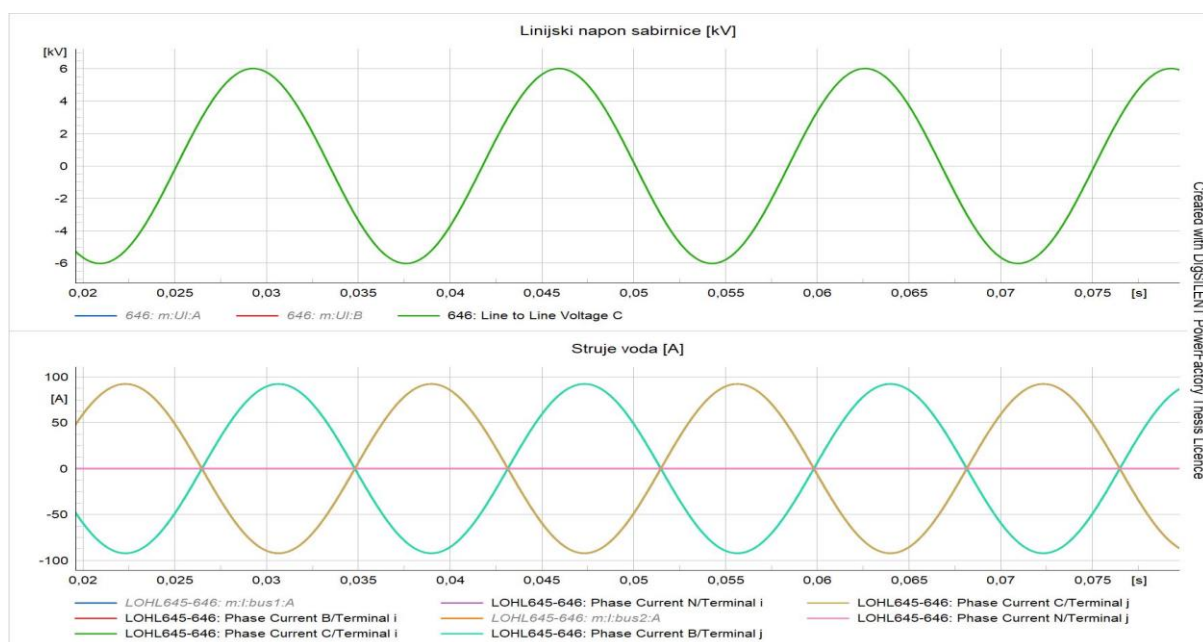 Linijski napon sabirnice [kV]
[kV]
6
4
2
0
-2
-4
-6
0,02 0,025 0,03 0,035 0,04 0,045 0,05 0,055 0,06 0,065 0,07 0,075 [s]
646: m:Ul:A 646: m:Ul:B 646: Line to Line Voltage C
Struje voda [A]
100
[A]
50
0
-50
-100
0,02 0,025 0,03 0,035 0,04 0,045 0,05 0,055 0,06 0,065 0,07 0,075 [s]
LOHL645-646: m:I:bus1:A LOHL645-646: Phase Current N/Terminal i LOHL645-646: Phase Current C/Terminal j
LOHL645-646: Phase Current B/Terminal i LOHL645-646: m:I:bus2:A LOHL645-646: Phase Current N/Terminal j
LOHL645-646: Phase Current C/Terminal i LOHL645-646: Phase Current B/Terminal j
Created with DIgSILENT PowerFactory Thesis Licence